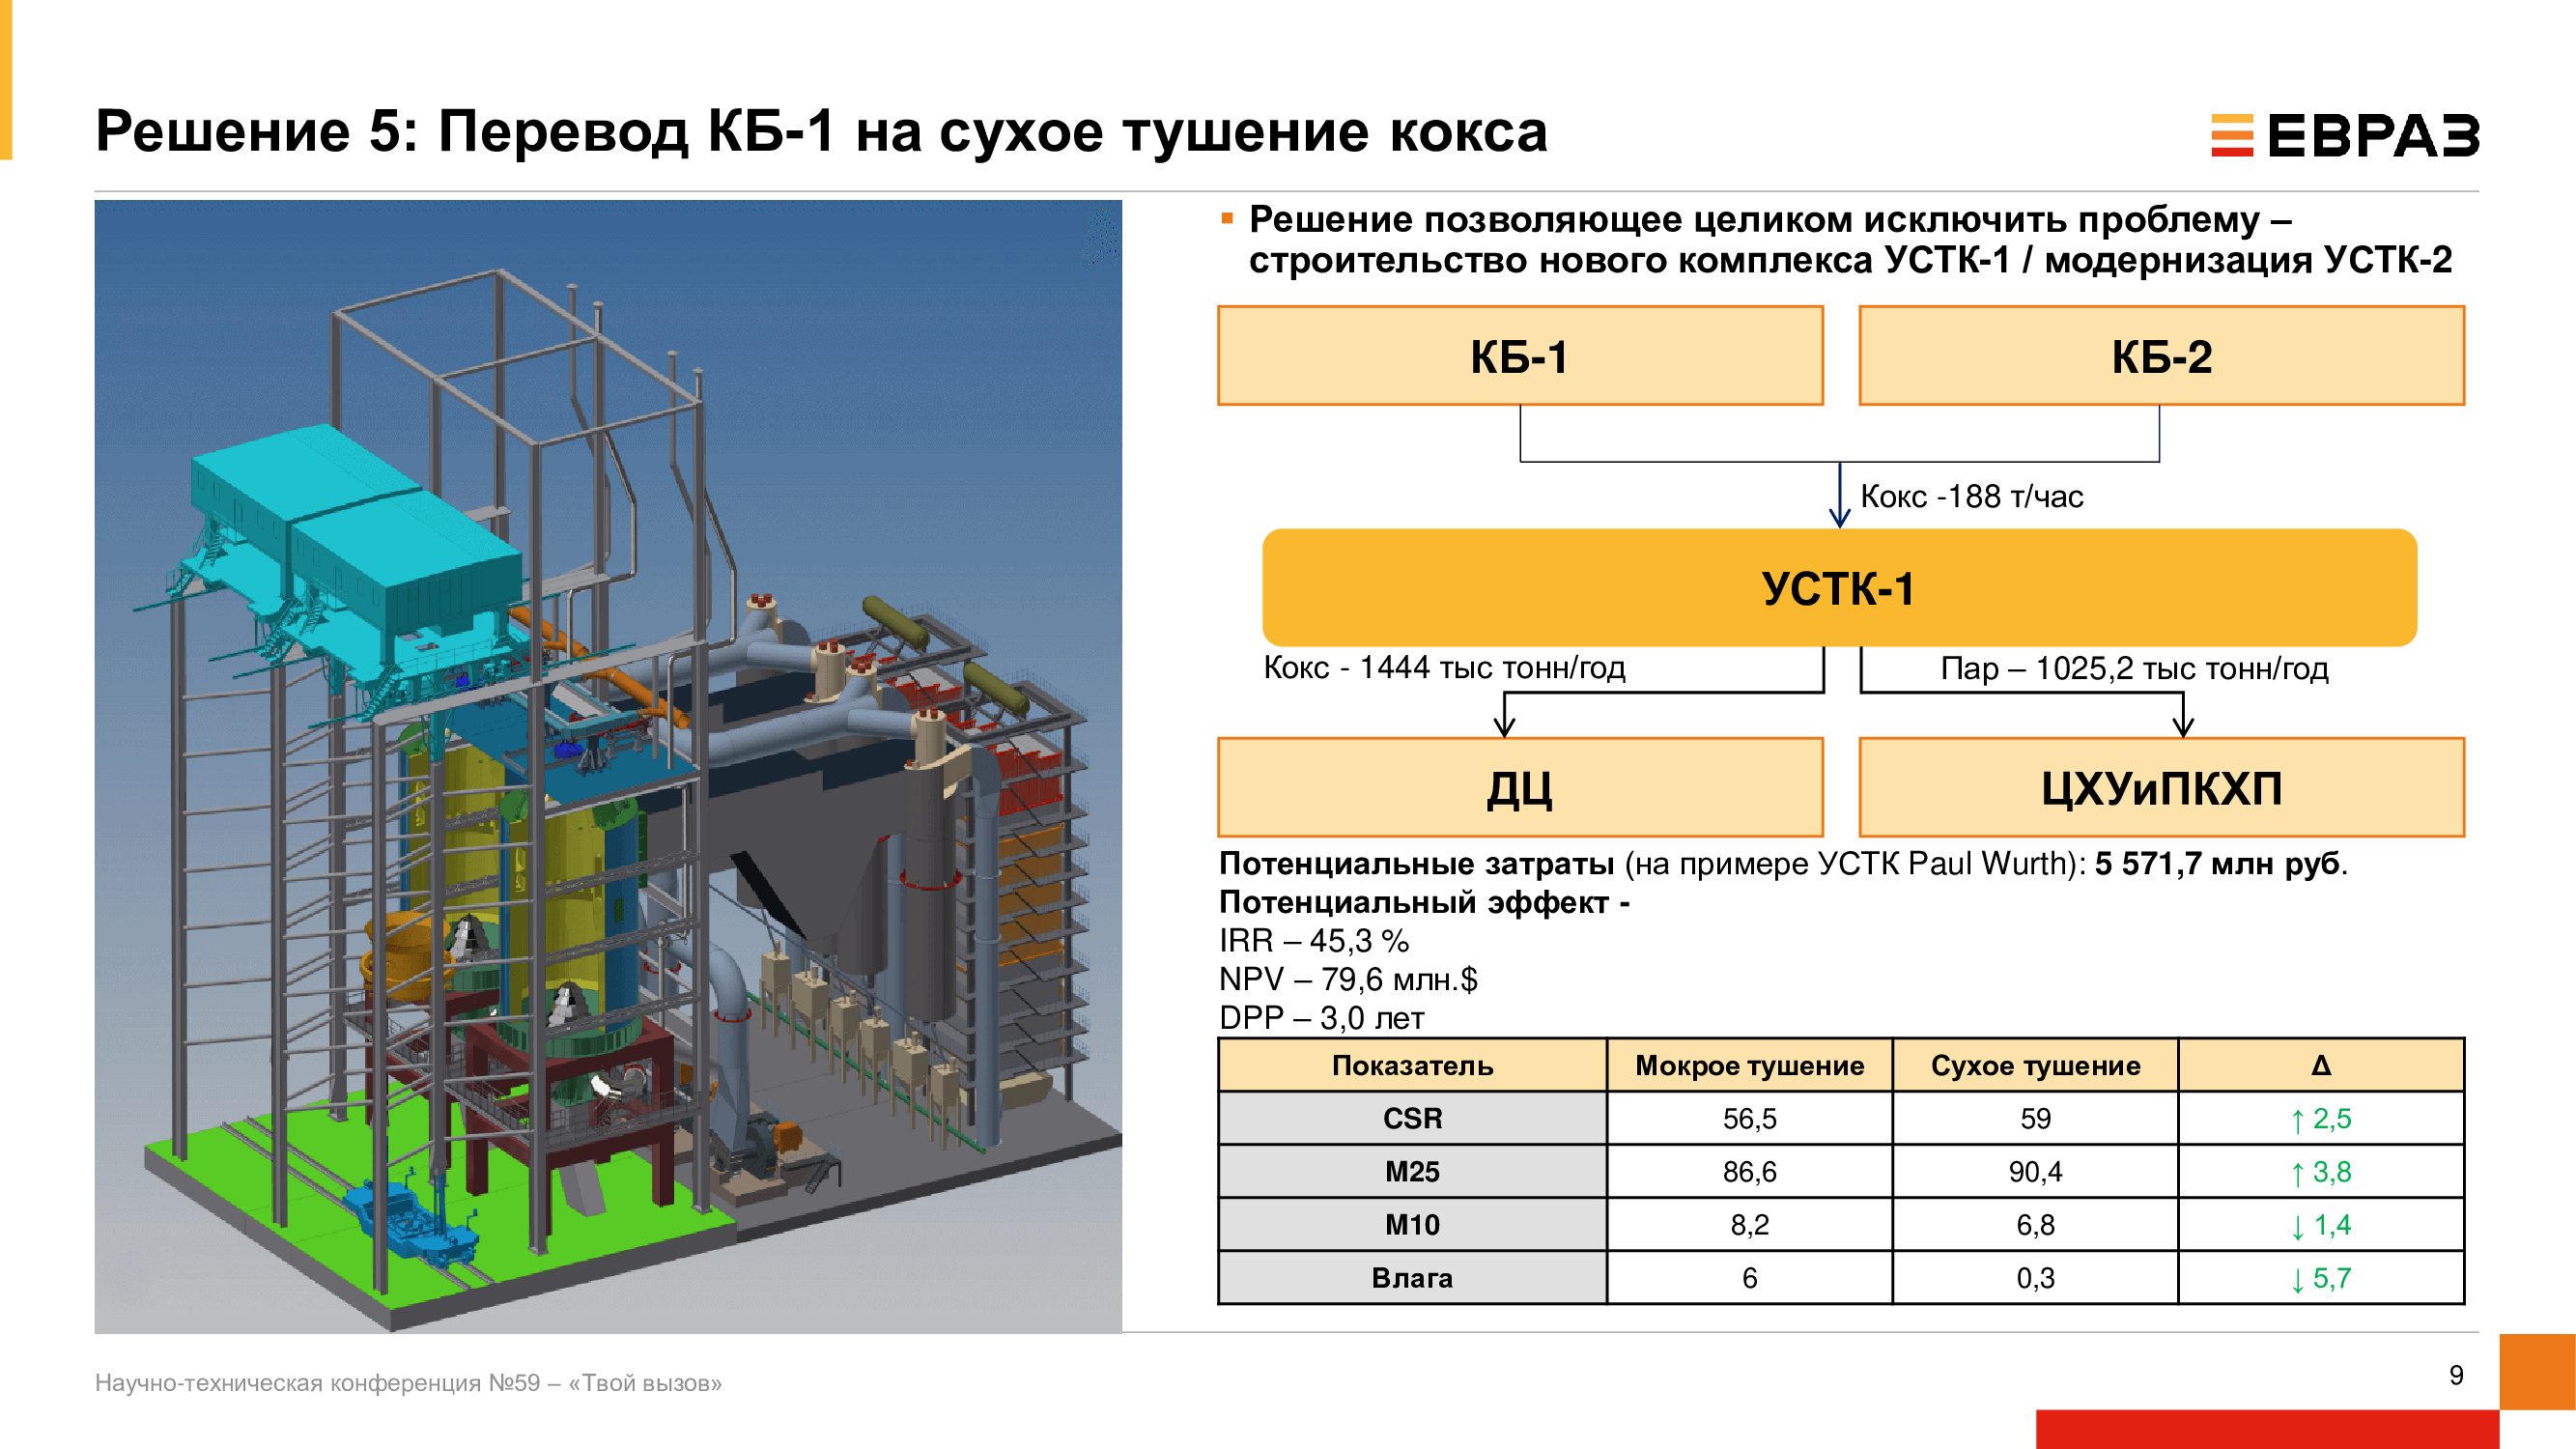 Решение 5: Перевод КБ-1 на сухое тушение кокса
ЕВРАЗ
▪ Решение позволяющее целиком исключить проблему –
строительство нового комплекса УСТК-1 / модернизация УСТК-2
КБ-1
КБ-2
Кокс -188 т/час
УСТК-1
Кокс - 1444 тыс тонн/год
Пар – 1025,2 тыс тонн/год
ДЦ
ЦХУиПКХП
Потенциальные затраты (на примере УСТК Paul Wurth): 5 571,7 млн руб.
Потенциальный эффект -
IRR – 45,3 %
NPV – 79,6 млн.$
DPP – 3,0 лет
Показатель Мокрое тушение Сухое тушение Δ
CSR 56,5 59 ↑ 2,5
M25 86,6 90,4 ↑ 3,8
M10 8,2 6,8 ↓ 1,4
Влага 6 0,3 ↓ 5,7
Научно-техническая конференция №59 – «Твой вызов»
9